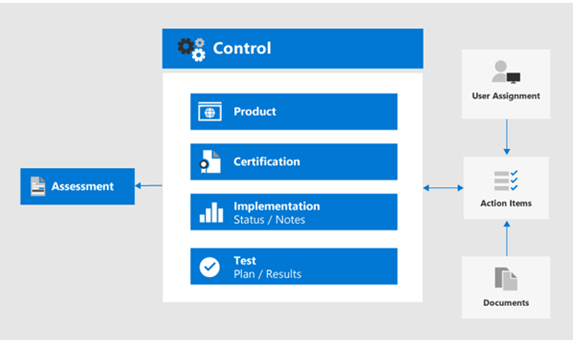 Control
Product
Certification
Implementation
Status / Notes
Test
Plan / Results
Assessment
User Assignment
Action Items
Documents